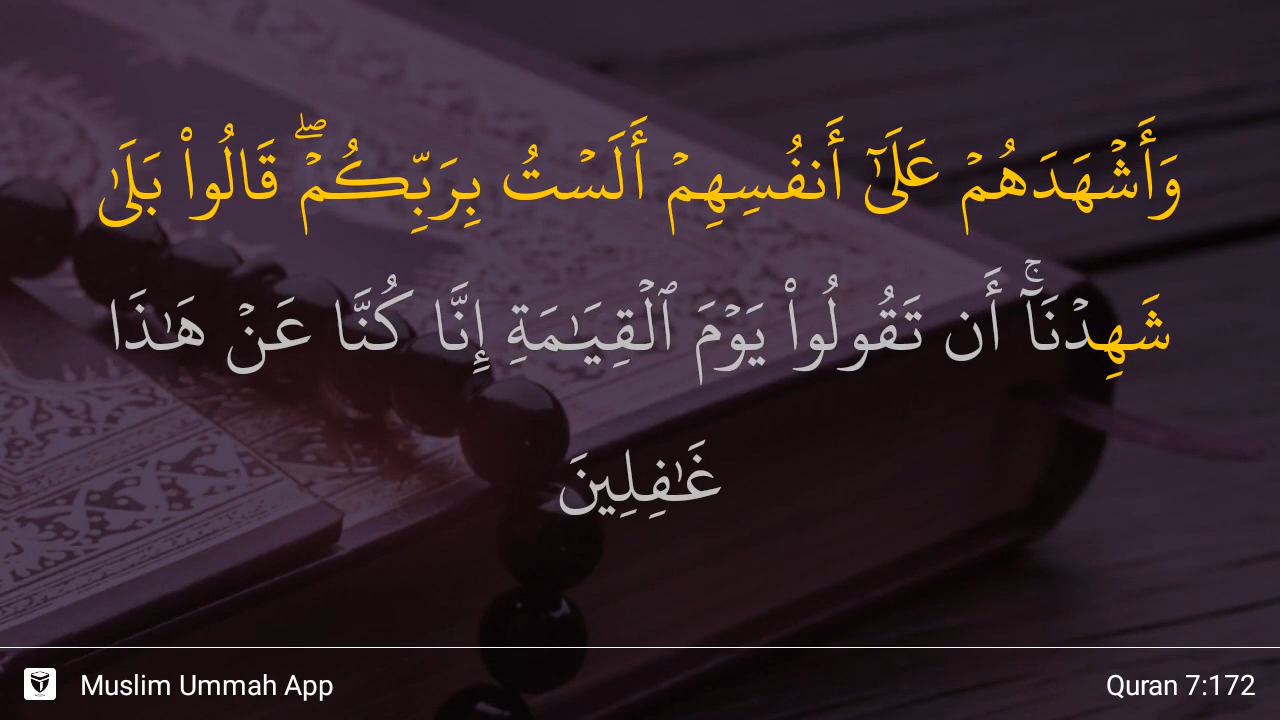 وَأَشْهَدَهُمْ عَلَىٰٓ أَنفُسِهِمْ أَلَسْتُ بِرَبِّكُمْ ۖ قَالُوا۟ بَلَىٰ
شَهِدْنَآ ۚ أَن تَقُولُوا۟ يَوْمَ ٱلْقِيَـٰمَةِ إِنَّا كُنَّا عَنْ هَـٰذَا
غَـٰفِلِينَ
Muslim Ummah App
Quran 7:172